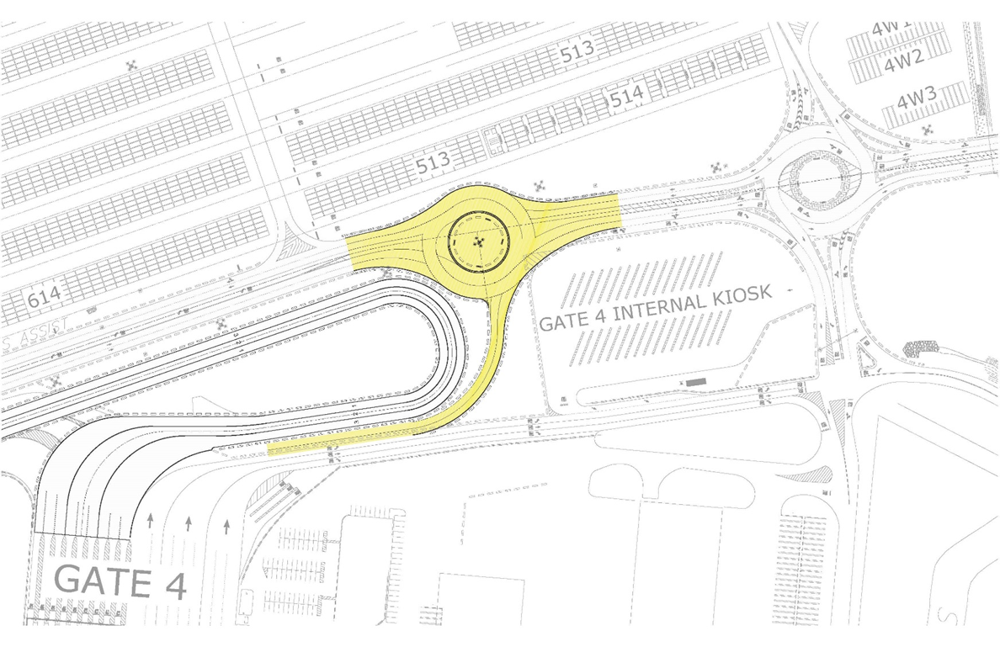 4W1
4W2
4W3
513
514
513
614
S ASSIST
GATE 4 INTERNAL KIOSK
GATE 4